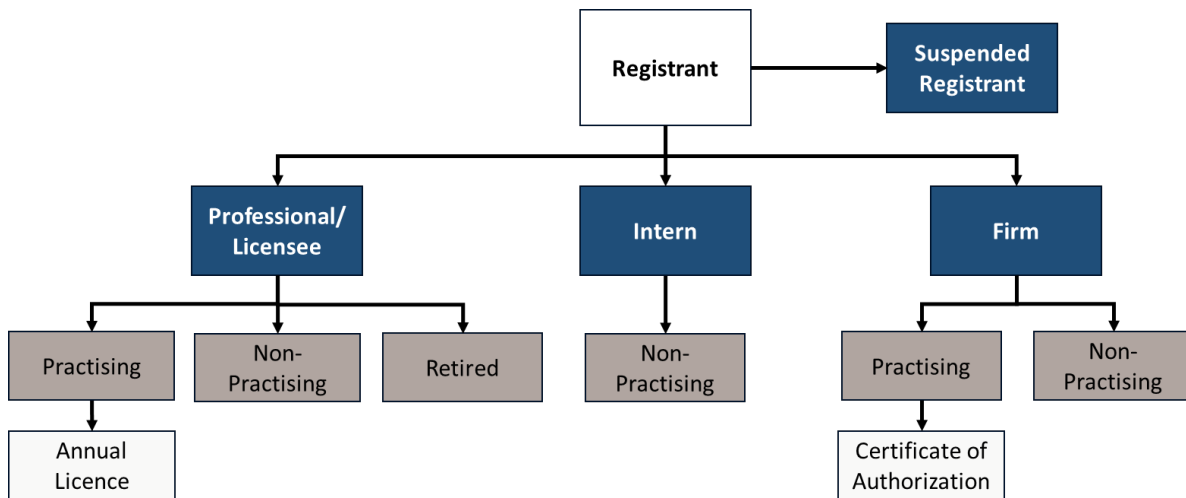 Registrant
Suspended
Registrant
Professional/
Licensee
Intern
Firm
Practising
Non-
Practising
Retired
Non-
Practising
Practising
Non-
Practising
Annual
Licence
Certificate of
Authorization